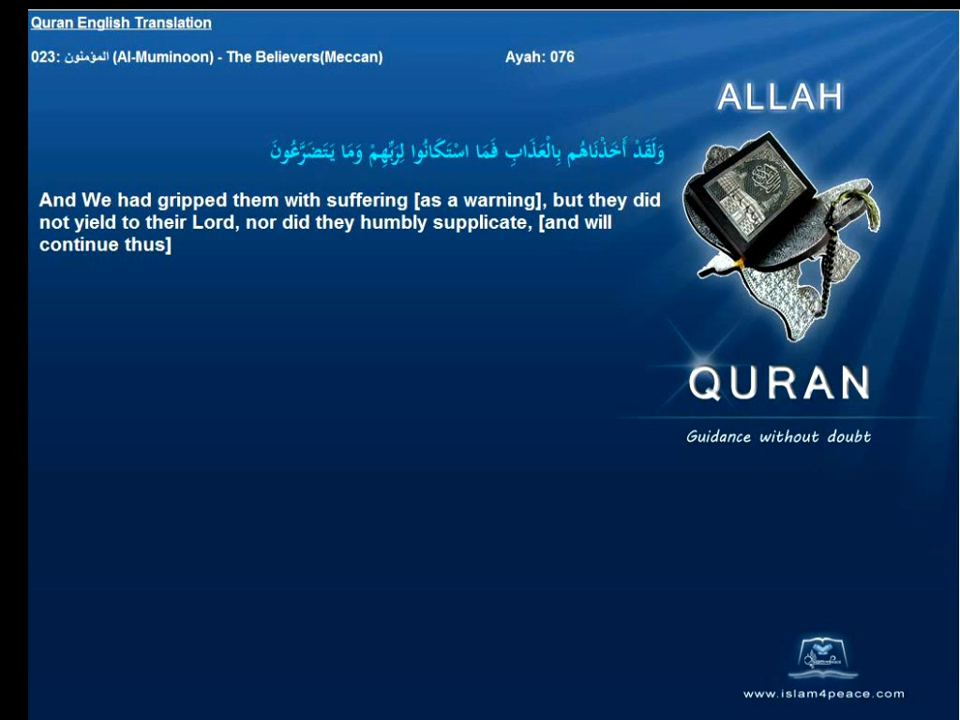 Quran English Translation
023: المؤمنون (Al-Muminoon) - The Believers(Meccan) Ayah: 076
ALLAH
وَلَقَدْ أَخَذْنَاهُم بِالْعَذَابِ فَمَا اسْتَكَانُوا لِرَبِّهِمْ وَمَا يَتَضَرَّعُونَ
And We had gripped them with suffering [as a warning], but they did
not yield to their Lord, nor did they humbly supplicate, [and will
continue thus]
QURAN
Guidance without doubt
www.islam4peace.com